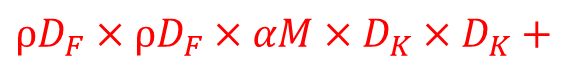 ρD_F × ρD_F × αM × D_K × D_K +